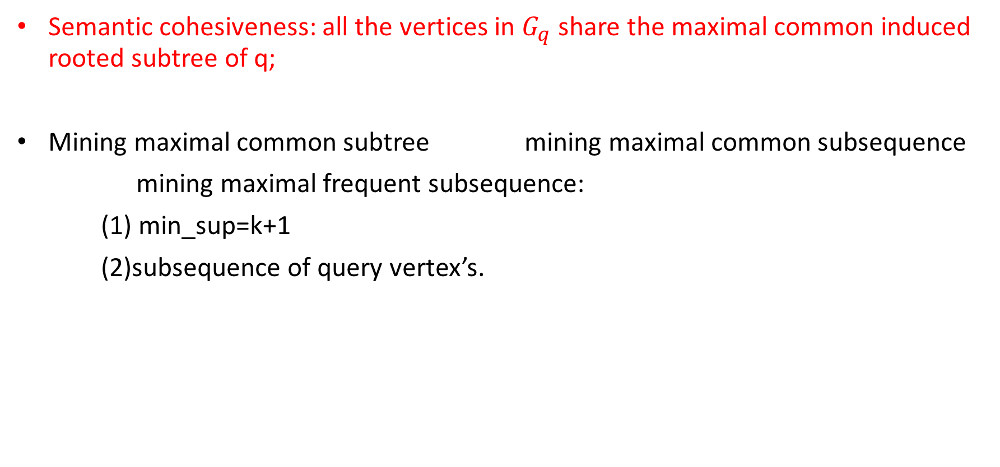 • Semantic cohesiveness: all the vertices in G_q share the maximal common induced
rooted subtree of q;
• Mining maximal common subtree mining maximal common subsequence
mining maximal frequent subsequence:
(1) min_sup=k+1
(2)subsequence of query vertex’s.